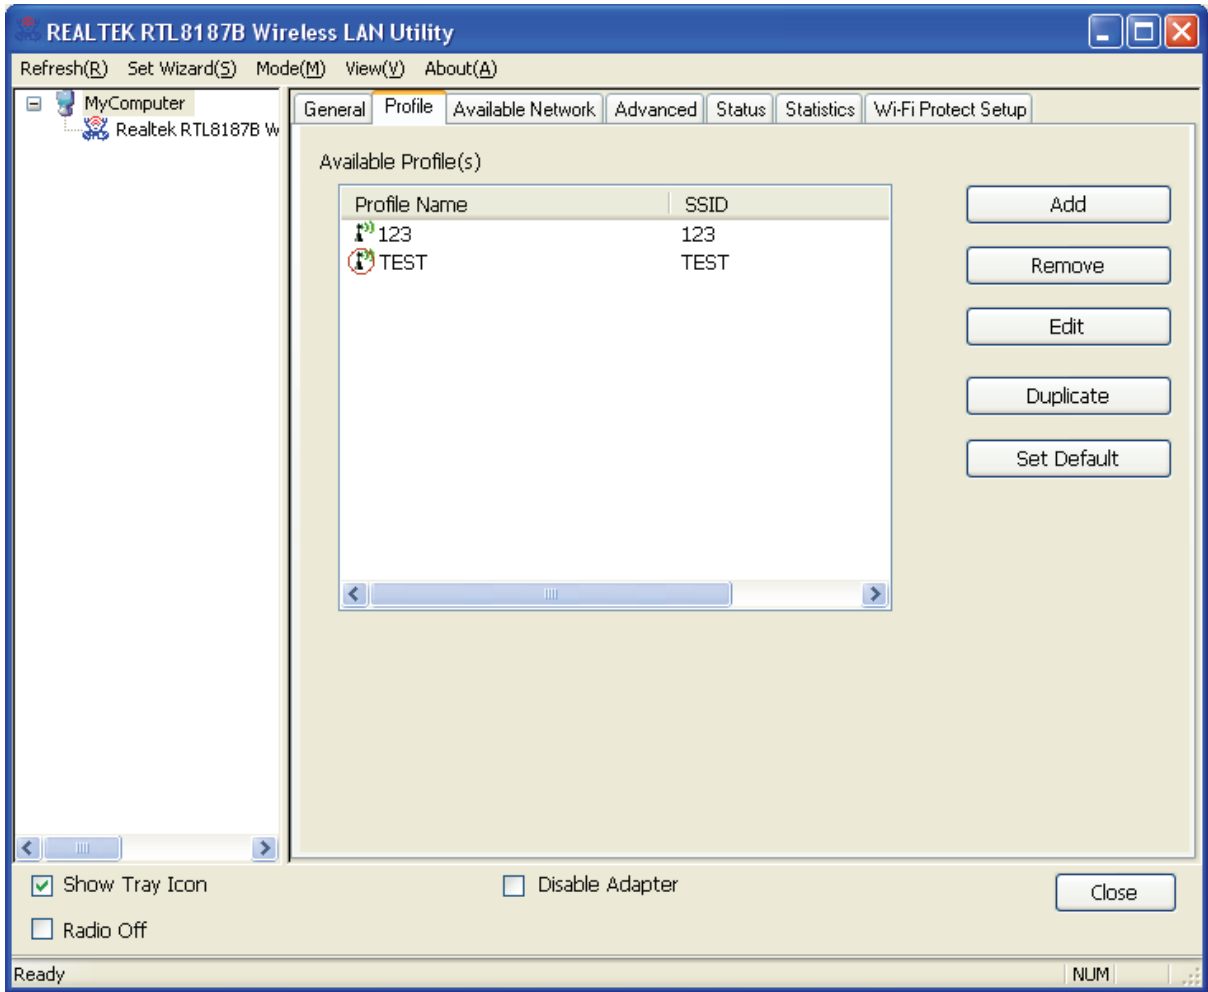 REALTEK RTL8187B Wireless LAN Utility
Refresh(R) Set Wizard(S) Mode(M) View(V) About(A)
MyComputer
Realtek RTL8187B W
General Profile Available Network Advanced Status Statistics Wi-Fi Protect Setup
Available Profile(s)
Profile Name SSID
123 123
TEST TEST
Add
Remove
Edit
Duplicate
Set Default
Show Tray Icon Disable Adapter
Radio Off
Close
Ready NUM